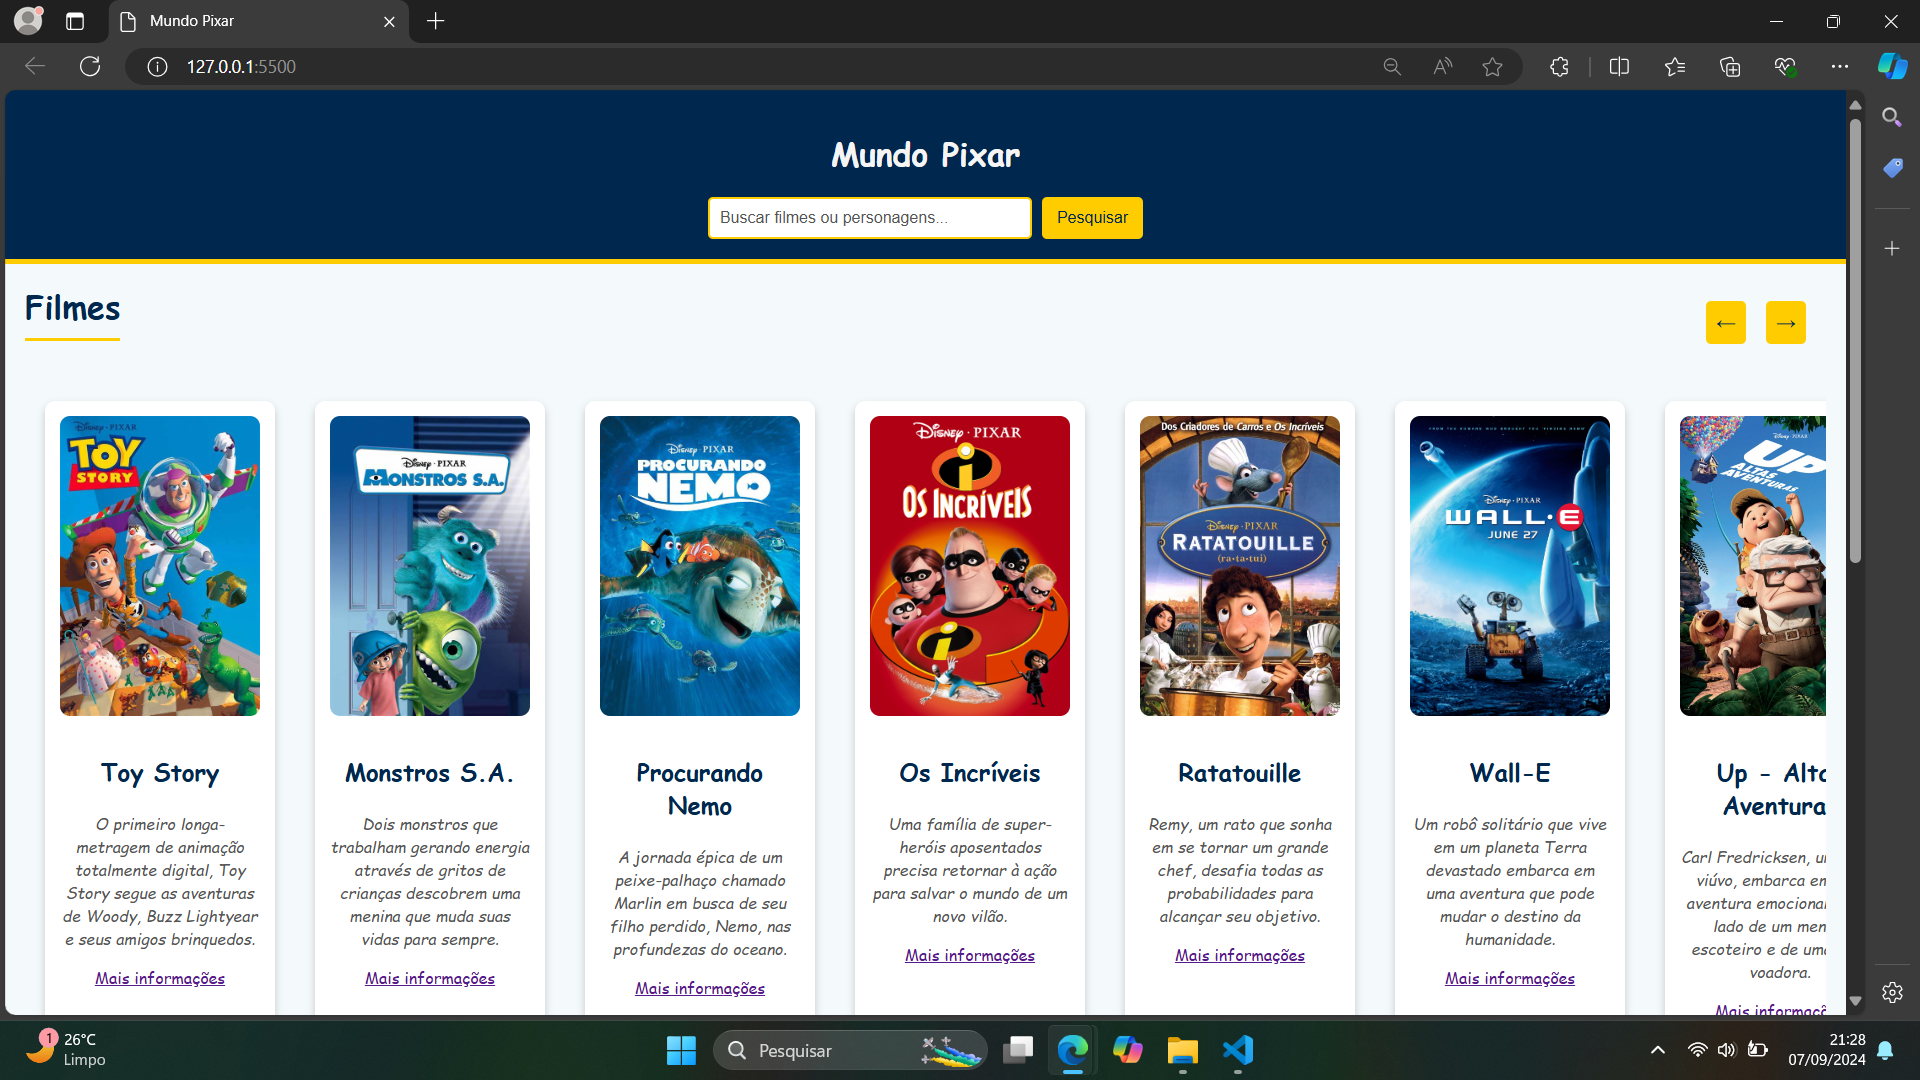 Mundo Pixar
127.0.0.1:5500
Mundo Pixar
Buscar filmes ou personagens...
Pesquisar
Filmes
← →
Disney · PIXAR
TOY
STORY
Disney · PIXAR
MONSTROS S.A.
Disney · PIXAR
PROCURANDO
NEMO
Disney · PIXAR
OS INCRÍVEIS
Dos Criadores de Carros e Os Incríveis
Disney · PIXAR
RATATOUILLE
(ra·ta·tui)
Disney · PIXAR
WALL·E
JUNE 27
Disney · PIXAR
UP
ALTAS
AVENTURAS
Toy Story
O primeiro longa-
metragem de animação
totalmente digital, Toy
Story segue as aventuras
de Woody, Buzz Lightyear
e seus amigos brinquedos.
Mais informações
Monstros S.A.
Dois monstros que
trabalham gerando energia
através de gritos de
crianças descobrem uma
menina que muda suas
vidas para sempre.
Mais informações
Procurando
Nemo
A jornada épica de um
peixe-palhaço chamado
Marlin em busca de seu
filho perdido, Nemo, nas
profundezas do oceano.
Mais informações
Os Incríveis
Uma família de super-
heróis aposentados
precisa retornar à ação
para salvar o mundo de um
novo vilão.
Mais informações
Ratatouille
Remy, um rato que sonha
em se tornar um grande
chef, desafia todas as
probabilidades para
alcançar seu objetivo.
Mais informações
Wall-E
Um robô solitário que vive
em um planeta Terra
devastado embarca em
uma aventura que pode
mudar o destino da
humanidade.
Mais informações
Up - Alta
Aventura
Carl Fredricksen, u
viúvo, embarca e
aventura emociona
lado de um me
escoteiro e de um
voadora.
Mais informaç
1
26°C
Limpo
Pesquisar
21:28
07/09/2024